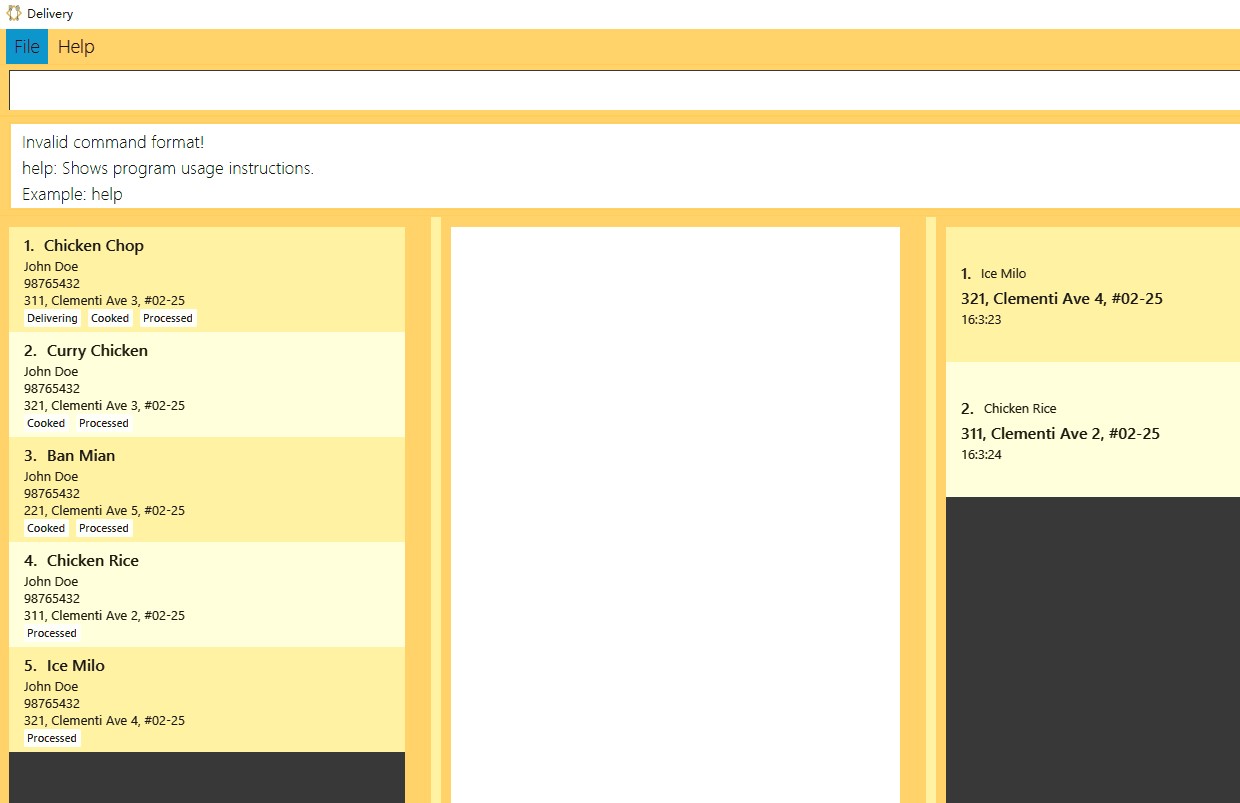 Delivery
File Help
Invalid command format!
help: Shows program usage instructions.
Example: help
1. Chicken Chop
John Doe
98765432
311, Clementi Ave 3, #02-25
Delivering Cooked Processed
2. Curry Chicken
John Doe
98765432
321, Clementi Ave 3, #02-25
Cooked Processed
3. Ban Mian
John Doe
98765432
221, Clementi Ave 5, #02-25
Cooked Processed
4. Chicken Rice
John Doe
98765432
311, Clementi Ave 2, #02-25
Processed
5. Ice Milo
John Doe
98765432
321, Clementi Ave 4, #02-25
Processed
1. Ice Milo
321, Clementi Ave 4, #02-25
16:3:23
2. Chicken Rice
311, Clementi Ave 2, #02-25
16:3:24